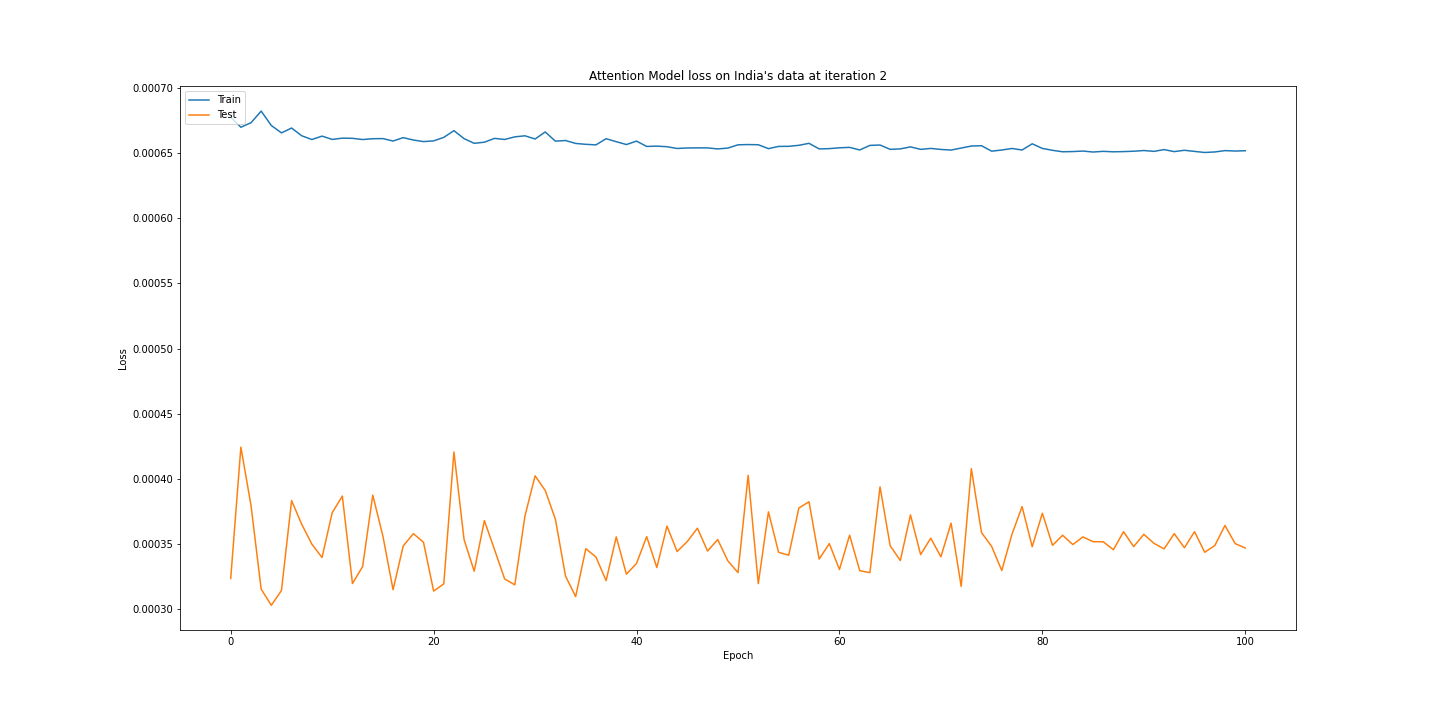 Attention Model loss on India's data at iteration 2
Train
Test
0.00070
0.00065
0.00060
0.00055
0.00050
0.00045
0.00040
0.00035
0.00030
Loss
0 20 40 60 80 100
Epoch